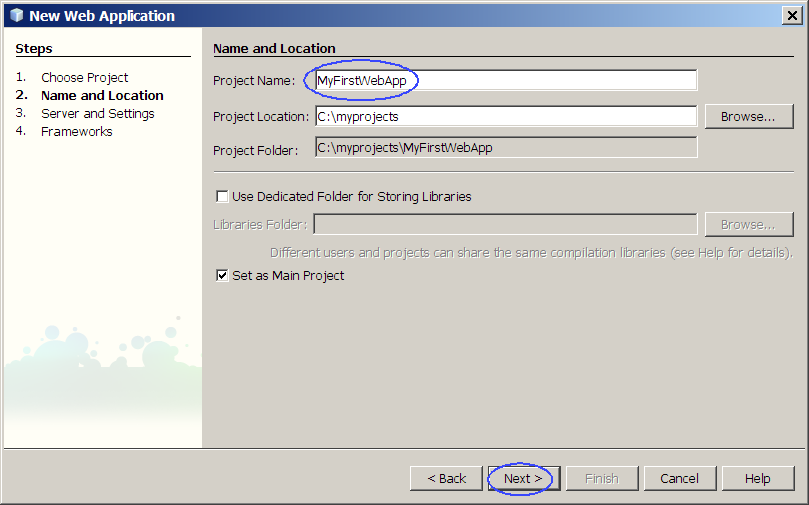 New Web Application
Steps
1. Choose Project
2. Name and Location
3. Server and Settings
4. Frameworks
Name and Location
Project Name: MyFirstWebApp
Project Location: C:\myprojects Browse...
Project Folder: C:\myprojects\MyFirstWebApp
Use Dedicated Folder for Storing Libraries
Libraries Folder: Browse...
Different users and projects can share the same compilation libraries (see Help for details).
Set as Main Project
< Back Next > Finish Cancel Help